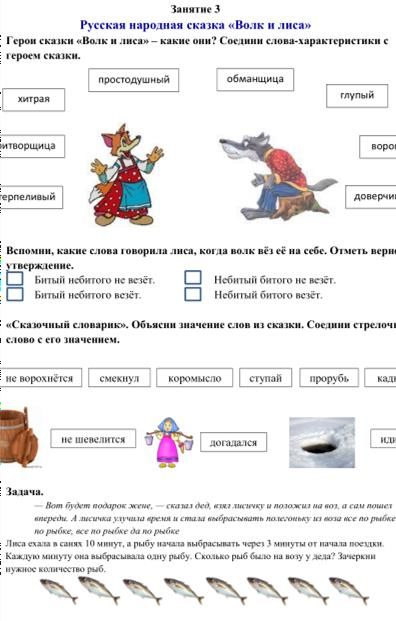 Занятие 3
Русская народная сказка «Волк и лиса»
Герои сказки «Волк и лиса» – какие они? Соедини слова-характеристики с
героем сказки.
простодушный
обманщица
хитрая
глупый
итворщица
воро
терпеливый
доверчи
Вспомни, какие слова говорила лиса, когда волк вёз её на себе. Отметь верно
утверждение.
Битый небитого не везёт.
Небитый битого не везёт.
Битый небитого везёт.
Небитый битого везёт.
«Сказочный словарик». Объясни значение слов из сказки. Соедини стрелочк
слово с его значением.
не ворохнётся
смекнул
коромысло
ступай
прорубь
кад
не шевелится
догадался
иди
Задача.
— Вот будет подарок жене, — сказал дед, взял лисичку и положил на воз, а сам пошел
впереди. А лисичка улучила время и стала выбрасывать полегоньку из воза все по рыбке
по рыбке, все по рыбке да по рыбке
Лиса ехала в санях 10 минут, а рыбу начала выбрасывать через 3 минуты от начала поездки.
Каждую минуту она выбрасывала одну рыбу. Сколько рыб было на возу у деда? Зачеркни
нужное количество рыб.